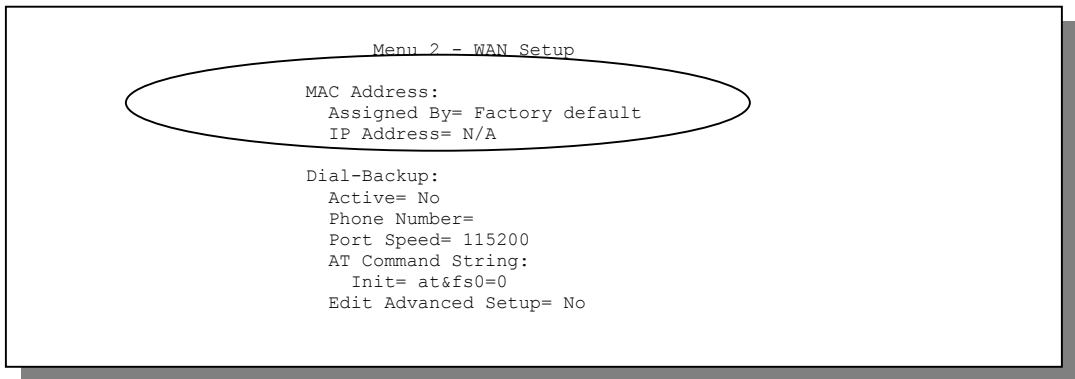 Menu 2 - WAN Setup
MAC Address:
Assigned By= Factory default
IP Address= N/A
Dial-Backup:
Active= No
Phone Number=
Port Speed= 115200
AT Command String:
Init= at&fs0=0
Edit Advanced Setup= No